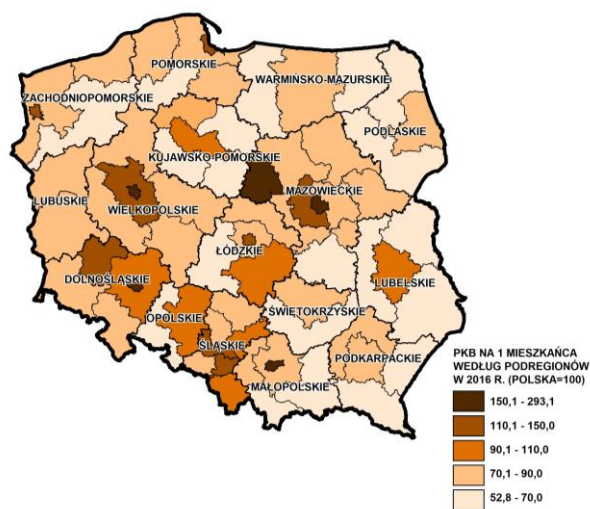 POMORSKIE
WARMIŃSKO-MAZURSKIE
ZACHODNIOPOMORSKIE
PODLASKIE
KUJAWSKO-POMORSKIE
MAZOWIECKIE
LUBUSKIE
WIELKOPOLSKIE
ŁÓDZKIE
DOLNOŚLĄSKIE
LUBELSKIE
OPOLSKIE
ŚWIĘTOKRZYSKIE
ŚLĄSKIE
PODKARPACKIE
MAŁOPOLSKIE
PKB NA 1 MIESZKAŃCA
WEDŁUG PODREGIONÓW
W 2016 R. (POLSKA=100)
150,1 - 293,1
110,1 - 150,0
90,1 - 110,0
70,1 - 90,0
52,8 - 70,0